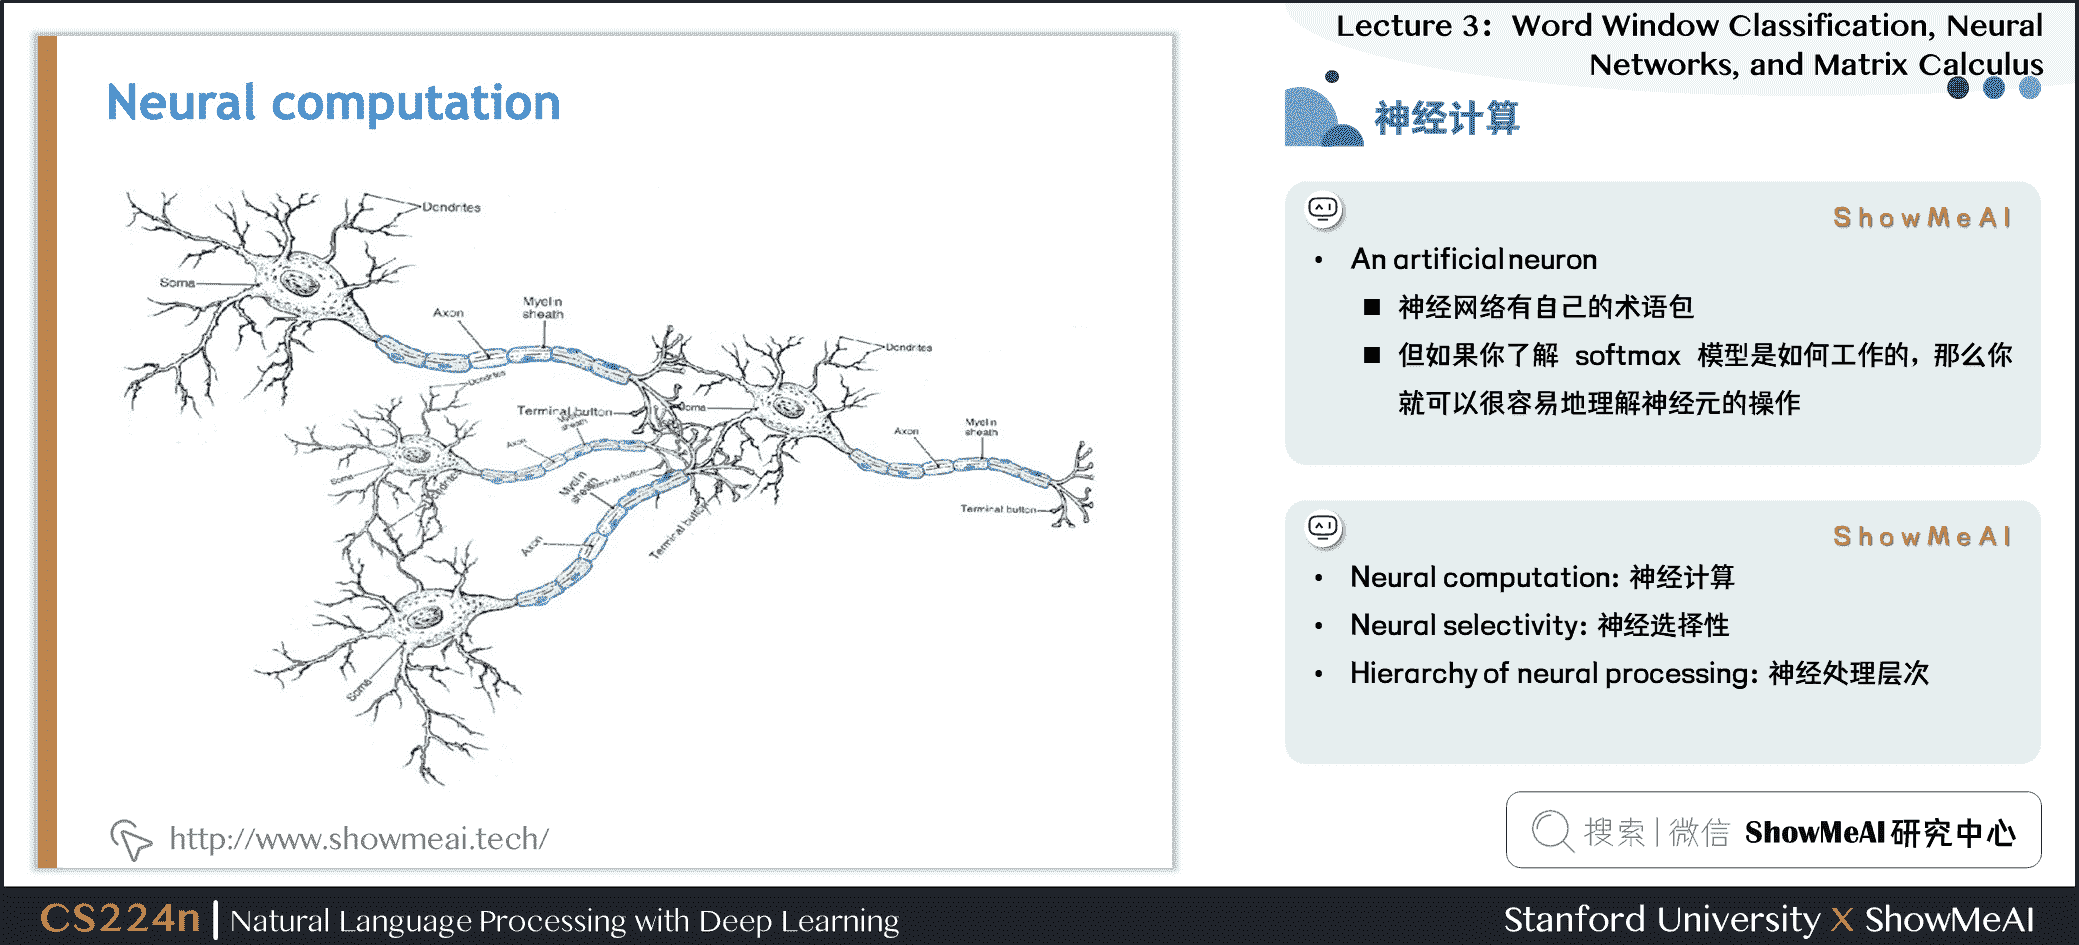 Lecture 3: Word Window Classification, Neural
Networks, and Matrix Calculus
Neural computation
Dendrites
Soma
Axon
Myelin
sheath
Dendrites
Dendrites
Terminal button
Soma
Axon
Myelin
sheath
Axon
Soma
Myelin
sheath
Terminal button
Terminal button
Axon
Soma
http://www.showmeai.tech/
神经计算
ShowMeAI
• An artificial neuron
■ 神经网络有自己的术语包
■ 但如果你了解 softmax 模型是如何工作的，那么你
就可以很容易地理解神经元的操作
ShowMeAI
• Neural computation: 神经计算
• Neural selectivity: 神经选择性
• Hierarchy of neural processing: 神经处理层次
搜索|微信 ShowMeAI 研究中心
CS224n | Natural Language Processing with Deep Learning
Stanford University X ShowMeAI